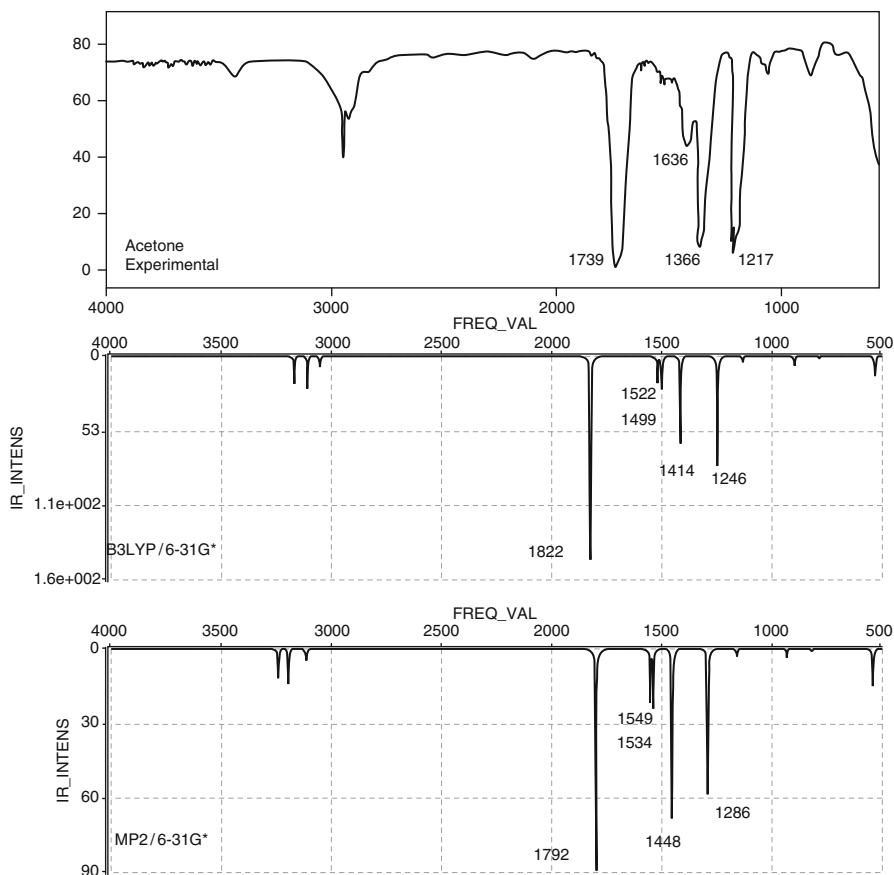 80
60
40
20
0
1636
1739
1366
1217
Acetone
Experimental
4000 3000 2000 1000
FREQ_VAL
4000 3500 3000 2500 2000 1500 1000 500
0
53
1.1e+002
1.6e+002
IR_INTENS
1522
1499
1414
1246
1822
B3LYP/6-31G*
FREQ_VAL
4000 3500 3000 2500 2000 1500 1000 500
0
30
60
90
IR_INTENS
1549
1534
1286
1448
1792
MP2/6-31G*